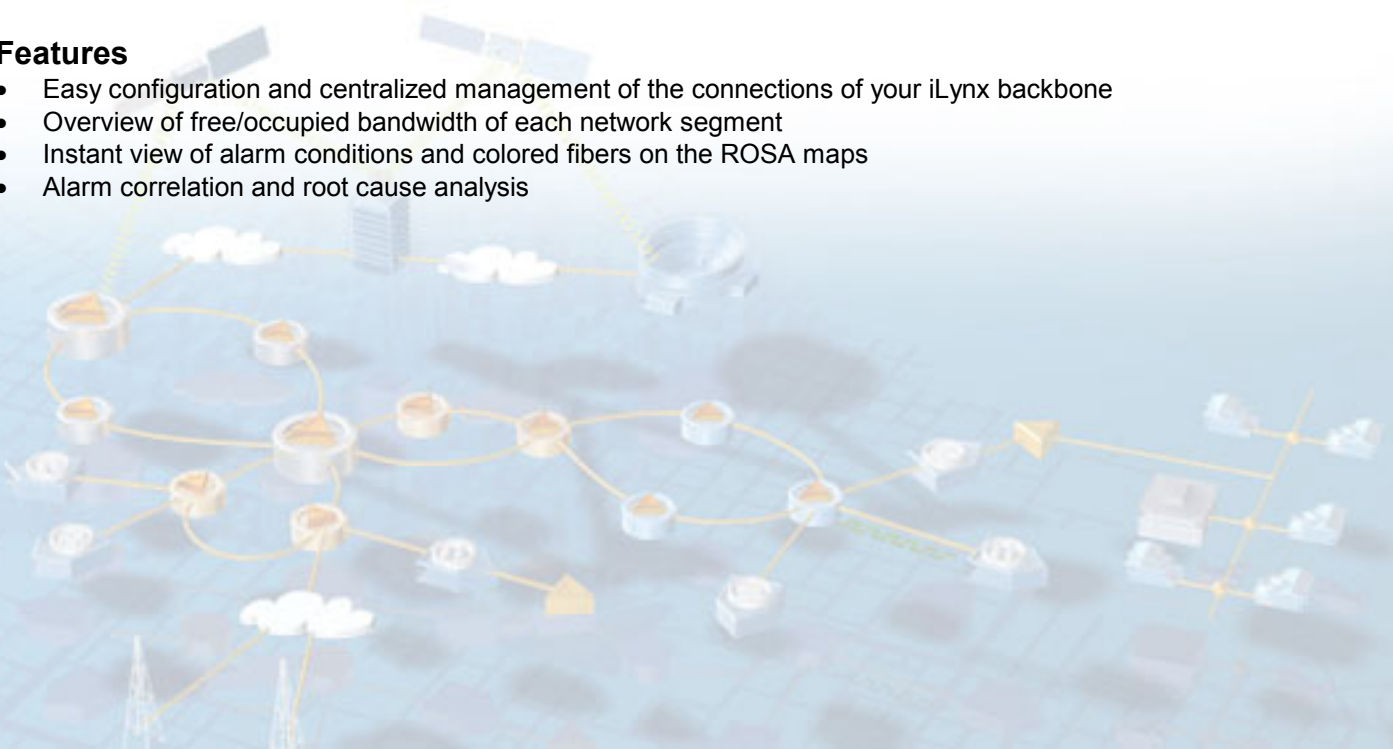 Features
• Easy configuration and centralized management of the connections of your iLynx backbone
• Overview of free/occupied bandwidth of each network segment
• Instant view of alarm conditions and colored fibers on the ROSA maps
• Alarm correlation and root cause analysis